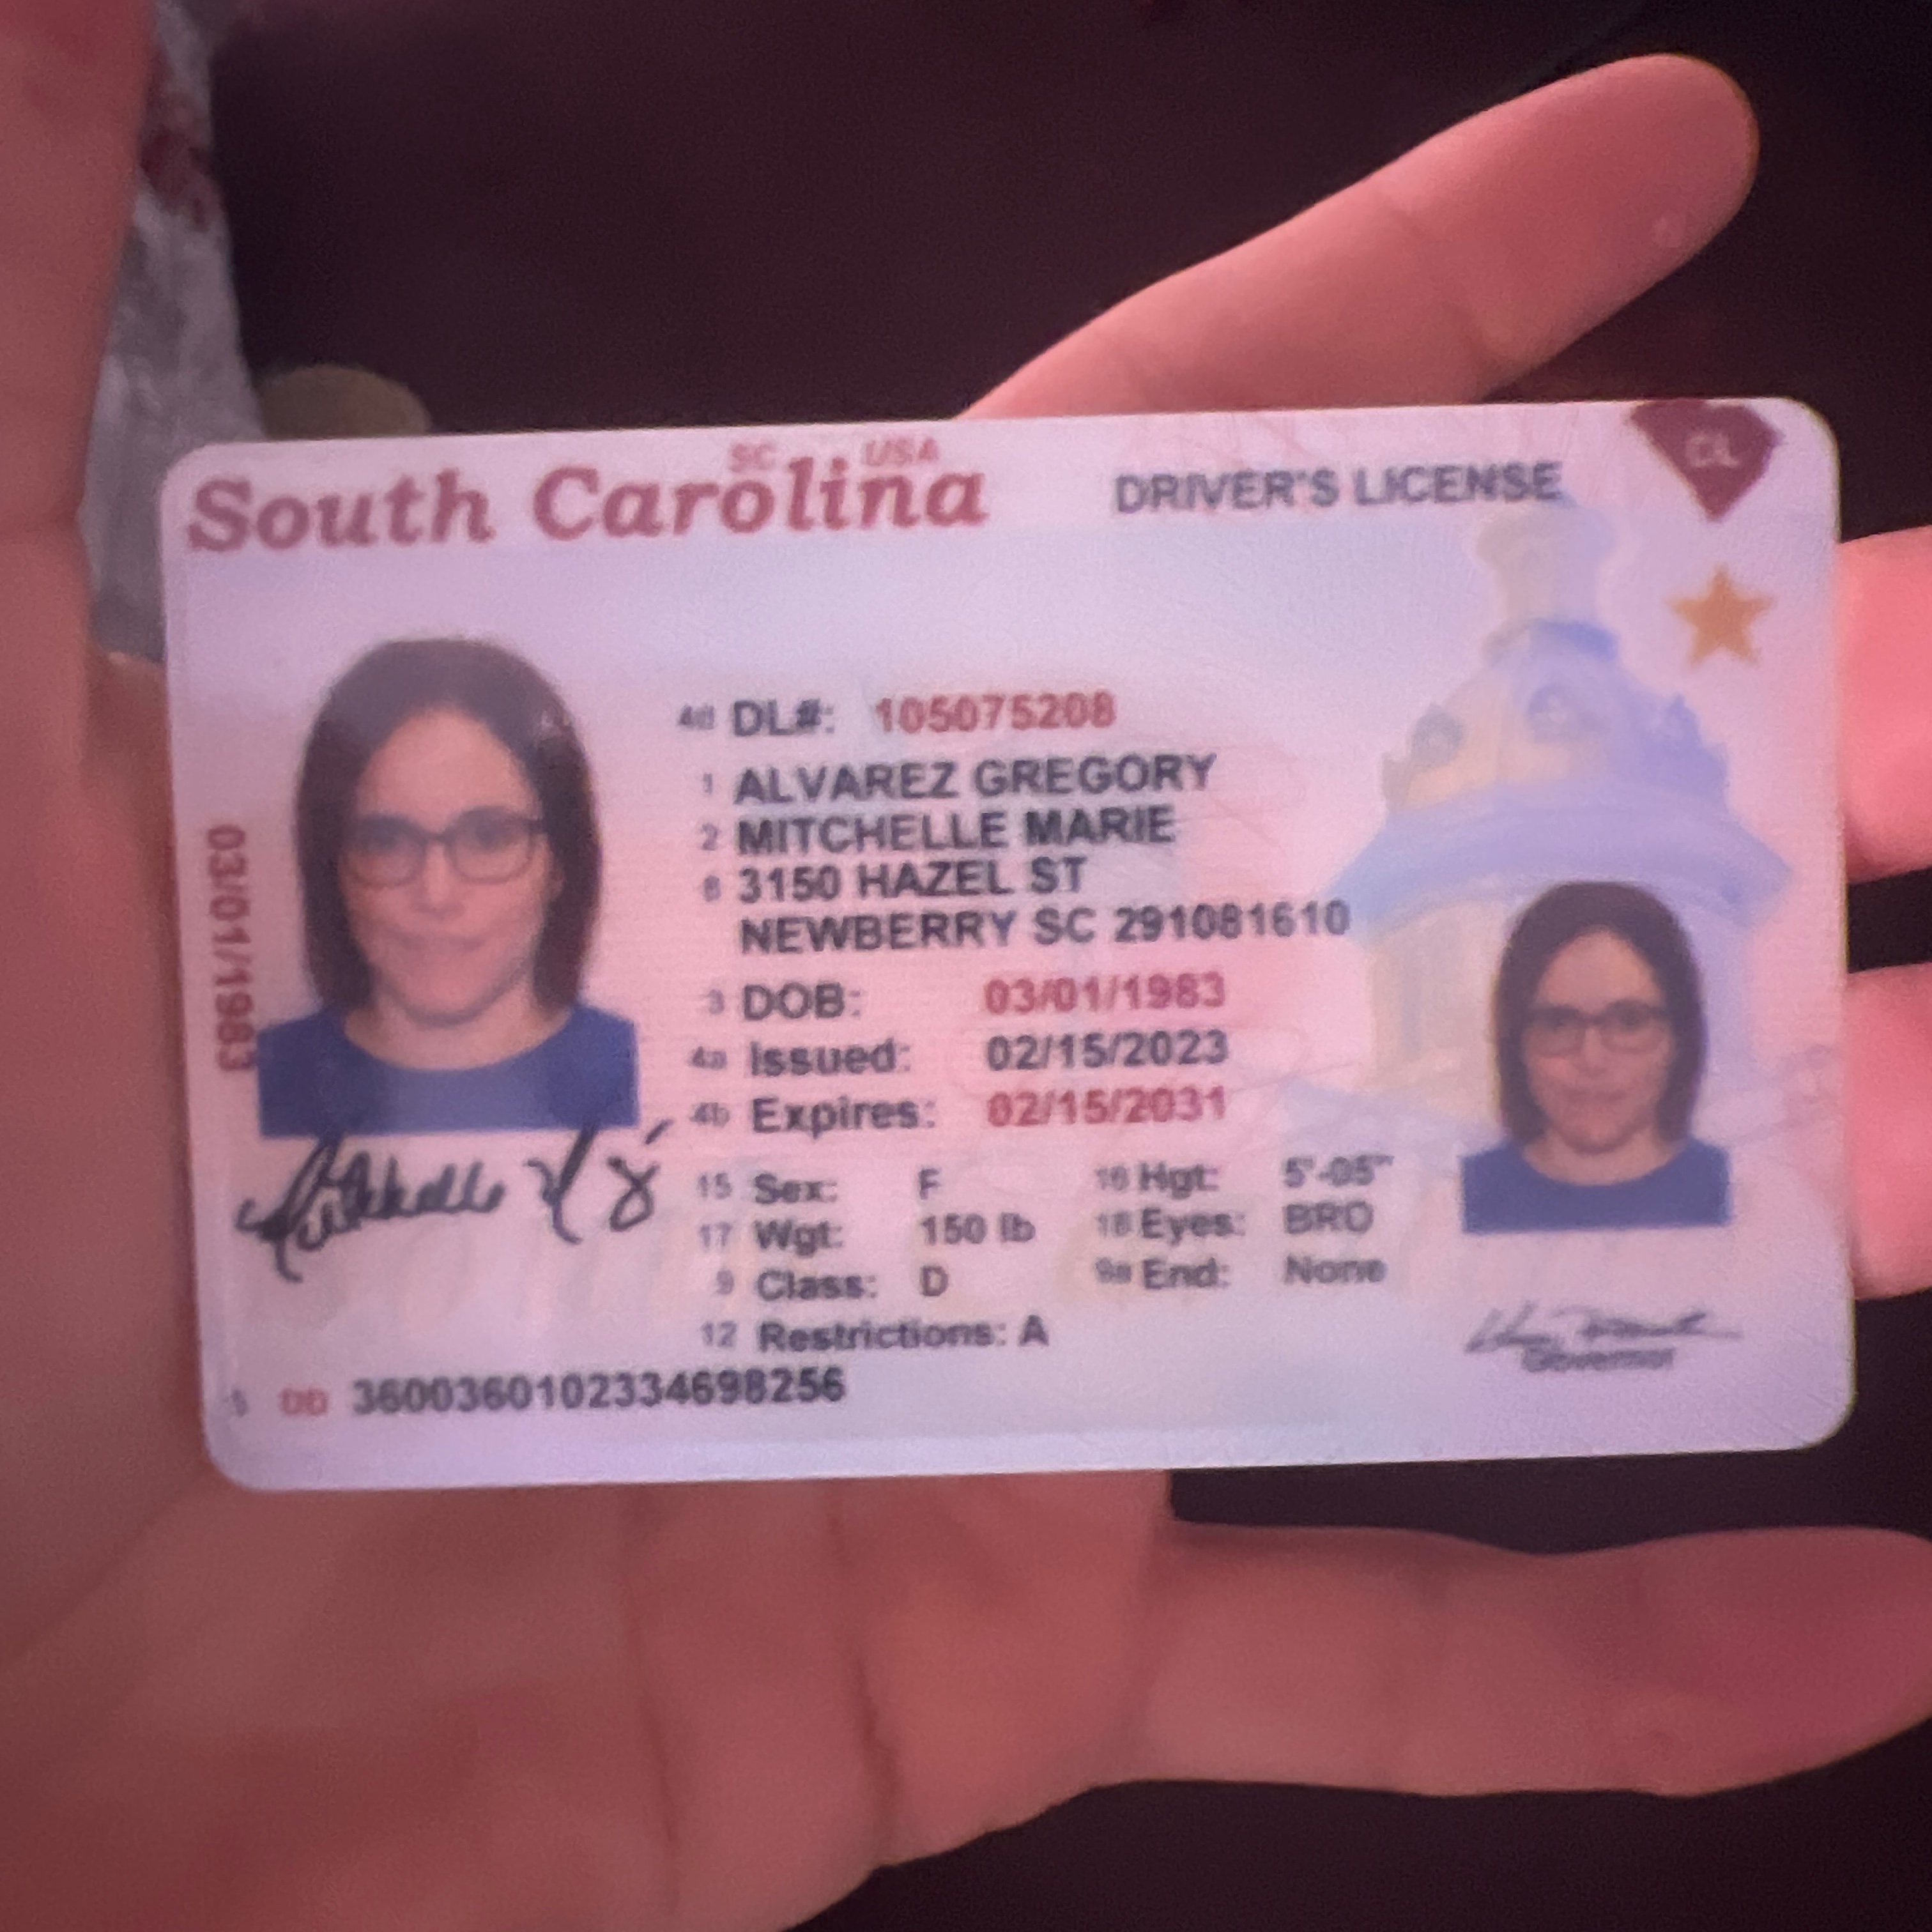 SC USA
South Carolina
DRIVER'S LICENSE
4d DL#: 105075208
1 ALVAREZ GREGORY
2 MITCHELLE MARIE
8 3150 HAZEL ST
NEWBERRY SC 291081610
3 DOB: 03/01/1983
4a Issued: 02/15/2023
4b Expires: 02/15/2031
15 Sex: F 16 Hgt: 5'-05"
17 Wgt: 150 lb 18 Eyes: BRO
9 Class: D 9a End: None
12 Restrictions: A
5 DD 3600360102334698256
03/01/1983
Mitchelle
Governor